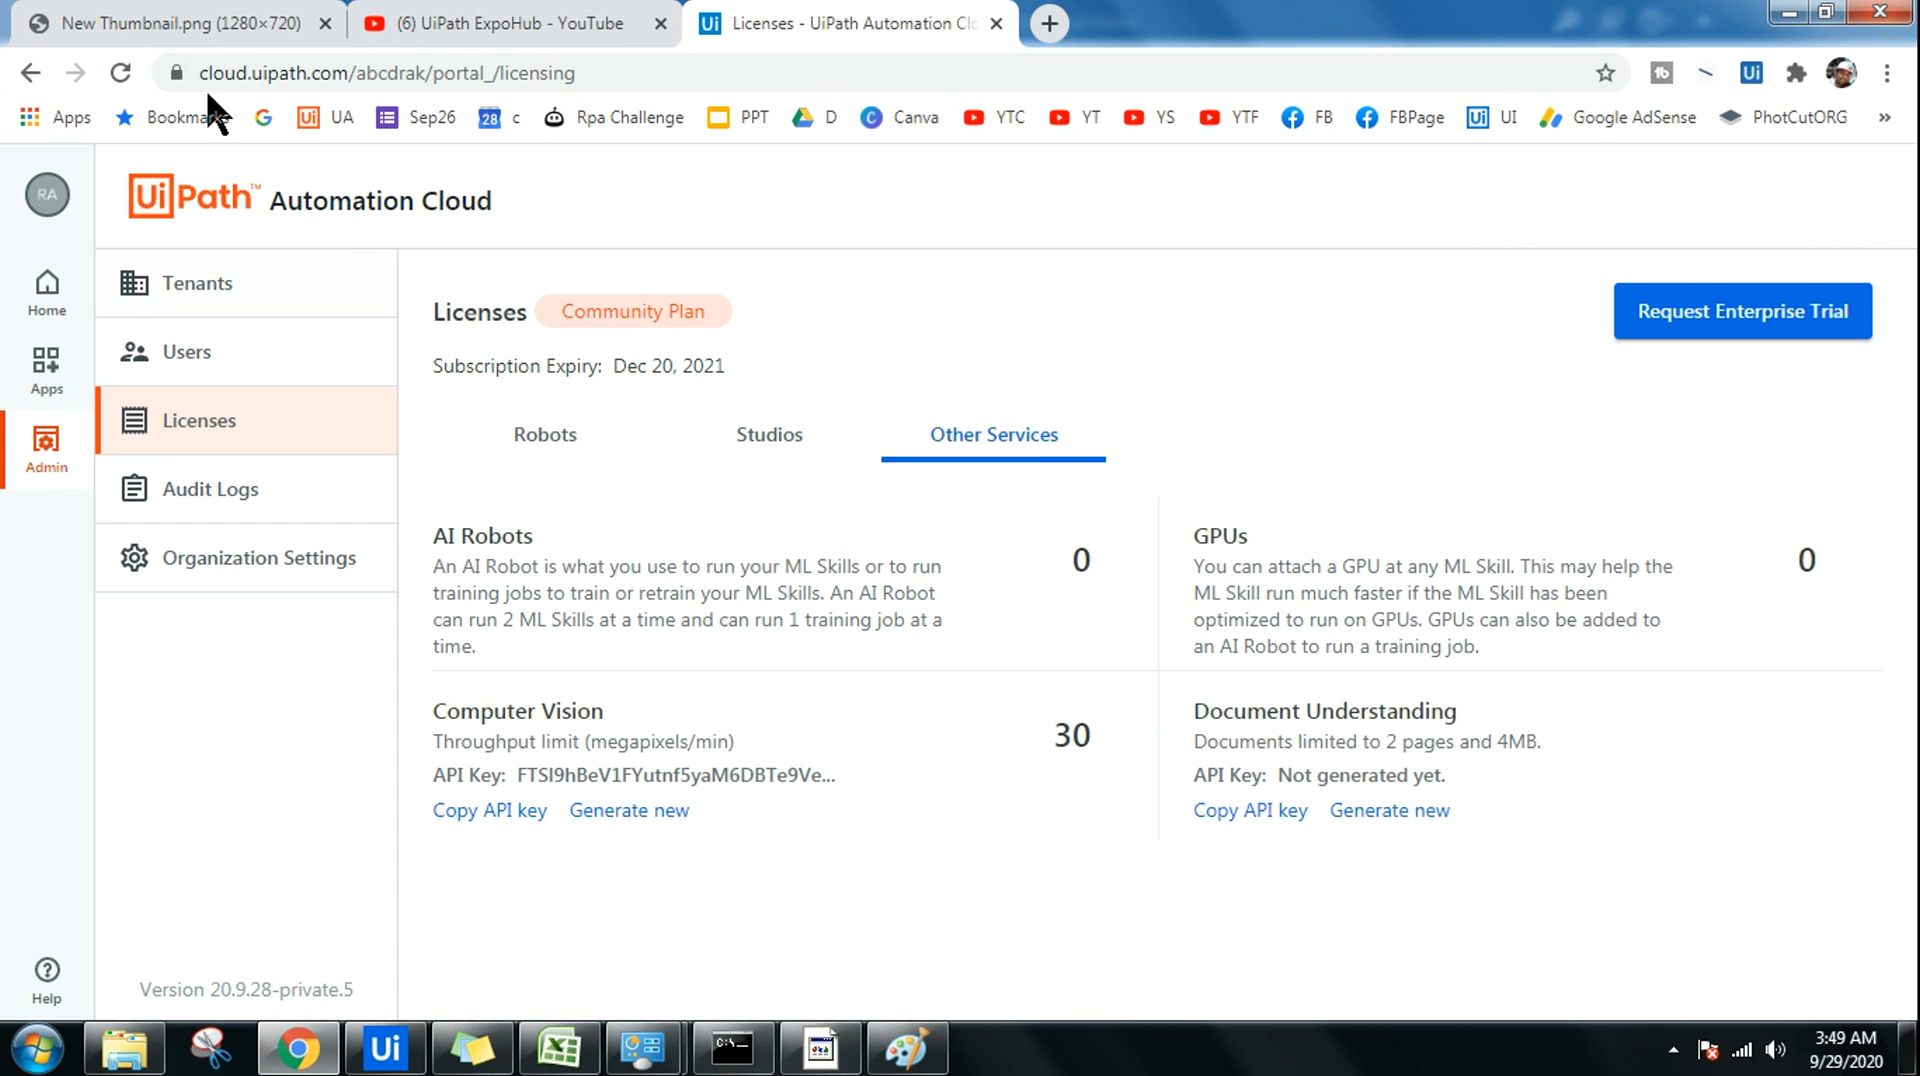 New Thumbnail.png (1280×720)
(6) UiPath ExpoHub - YouTube
Ui Licenses - UiPath Automation Clo
cloud.uipath.com/abcdrak/portal_/licensing
Apps Bookmarks G Ui UA Sep26 28 c Rpa Challenge PPT D C Canva YTC YT YS YTF FB FBPage Ui UI Google AdSense PhotCutORG »
RA
UiPath™ Automation Cloud
Home
Apps
Admin
Help
Tenants
Users
Licenses
Audit Logs
Organization Settings
Version 20.9.28-private.5
Licenses Community Plan
Request Enterprise Trial
Subscription Expiry: Dec 20, 2021
Robots Studios Other Services
AI Robots
An AI Robot is what you use to run your ML Skills or to run
training jobs to train or retrain your ML Skills. An AI Robot
can run 2 ML Skills at a time and can run 1 training job at a
time.
0
GPUs
You can attach a GPU at any ML Skill. This may help the
ML Skill run much faster if the ML Skill has been
optimized to run on GPUs. GPUs can also be added to
an AI Robot to run a training job.
0
Computer Vision
Throughput limit (megapixels/min)
API Key: FTSI9hBeV1FYutnf5yaM6DBTe9Ve...
Copy API key Generate new
30
Document Understanding
Documents limited to 2 pages and 4MB.
API Key: Not generated yet.
Copy API key Generate new
Ui
C:\_
3:49 AM
9/29/2020